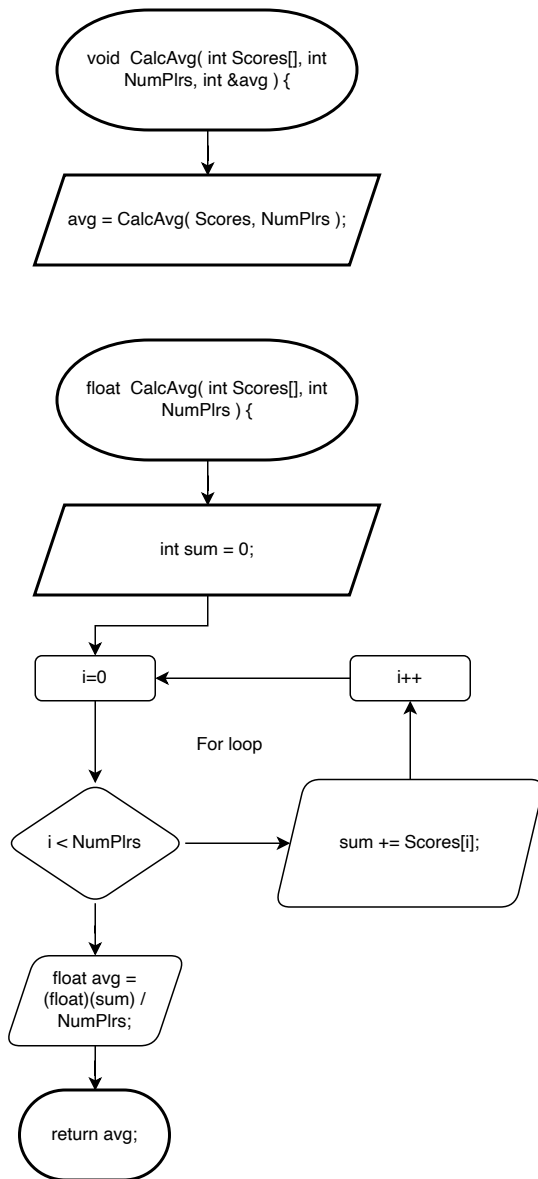 void  CalcAvg( int Scores[], int
NumPlrs, int &avg ) {
avg = CalcAvg( Scores, NumPlrs );
float  CalcAvg( int Scores[], int
NumPlrs ) {
int sum = 0;
i=0
i++
For loop
i < NumPlrs
sum += Scores[i];
float avg =
(float)(sum) /
NumPlrs;
return avg;